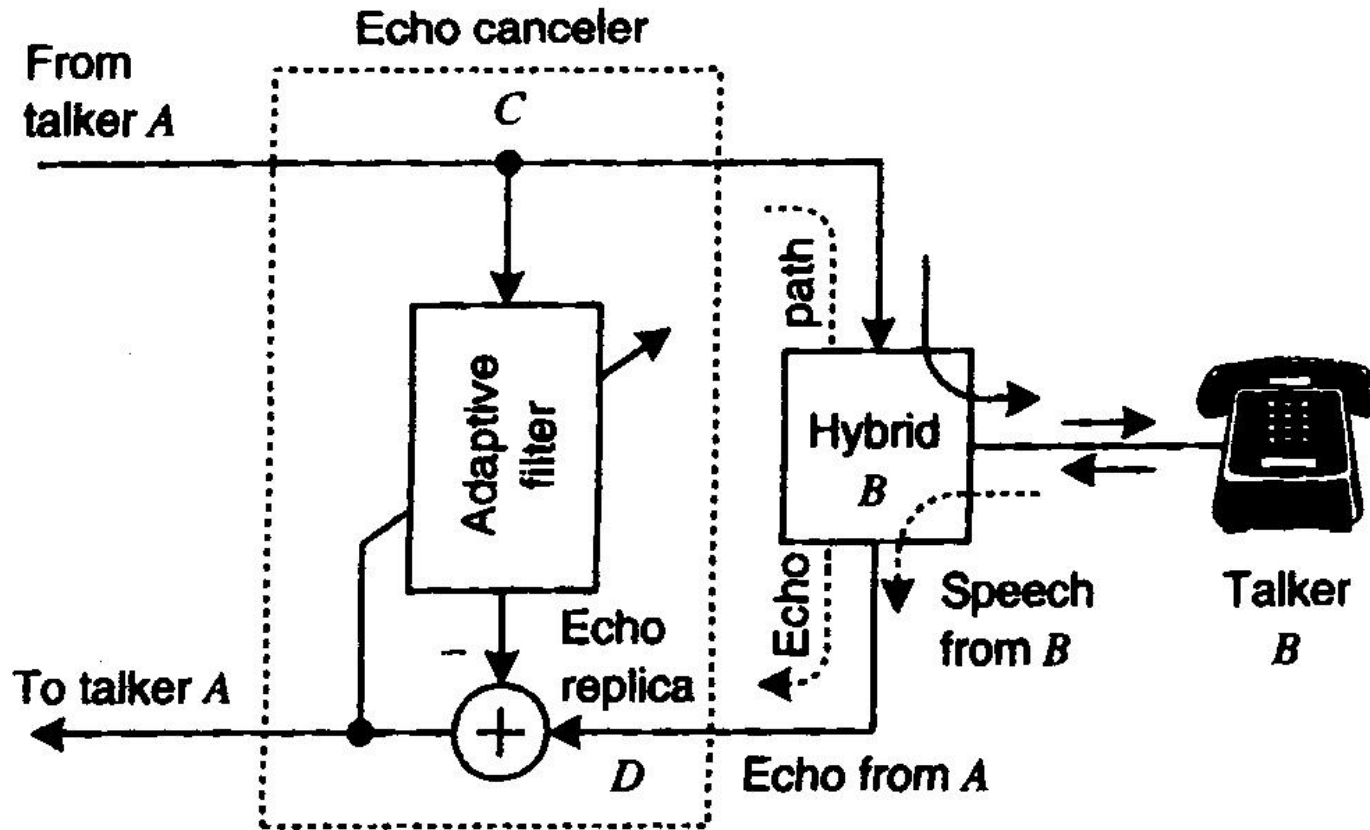 Echo canceler
From
talker A
C
path
Adaptive
filter
Hybrid
B
Echo
Echo
replica
Speech
from B
Talker
B
To talker A
+
−
D
Echo from A